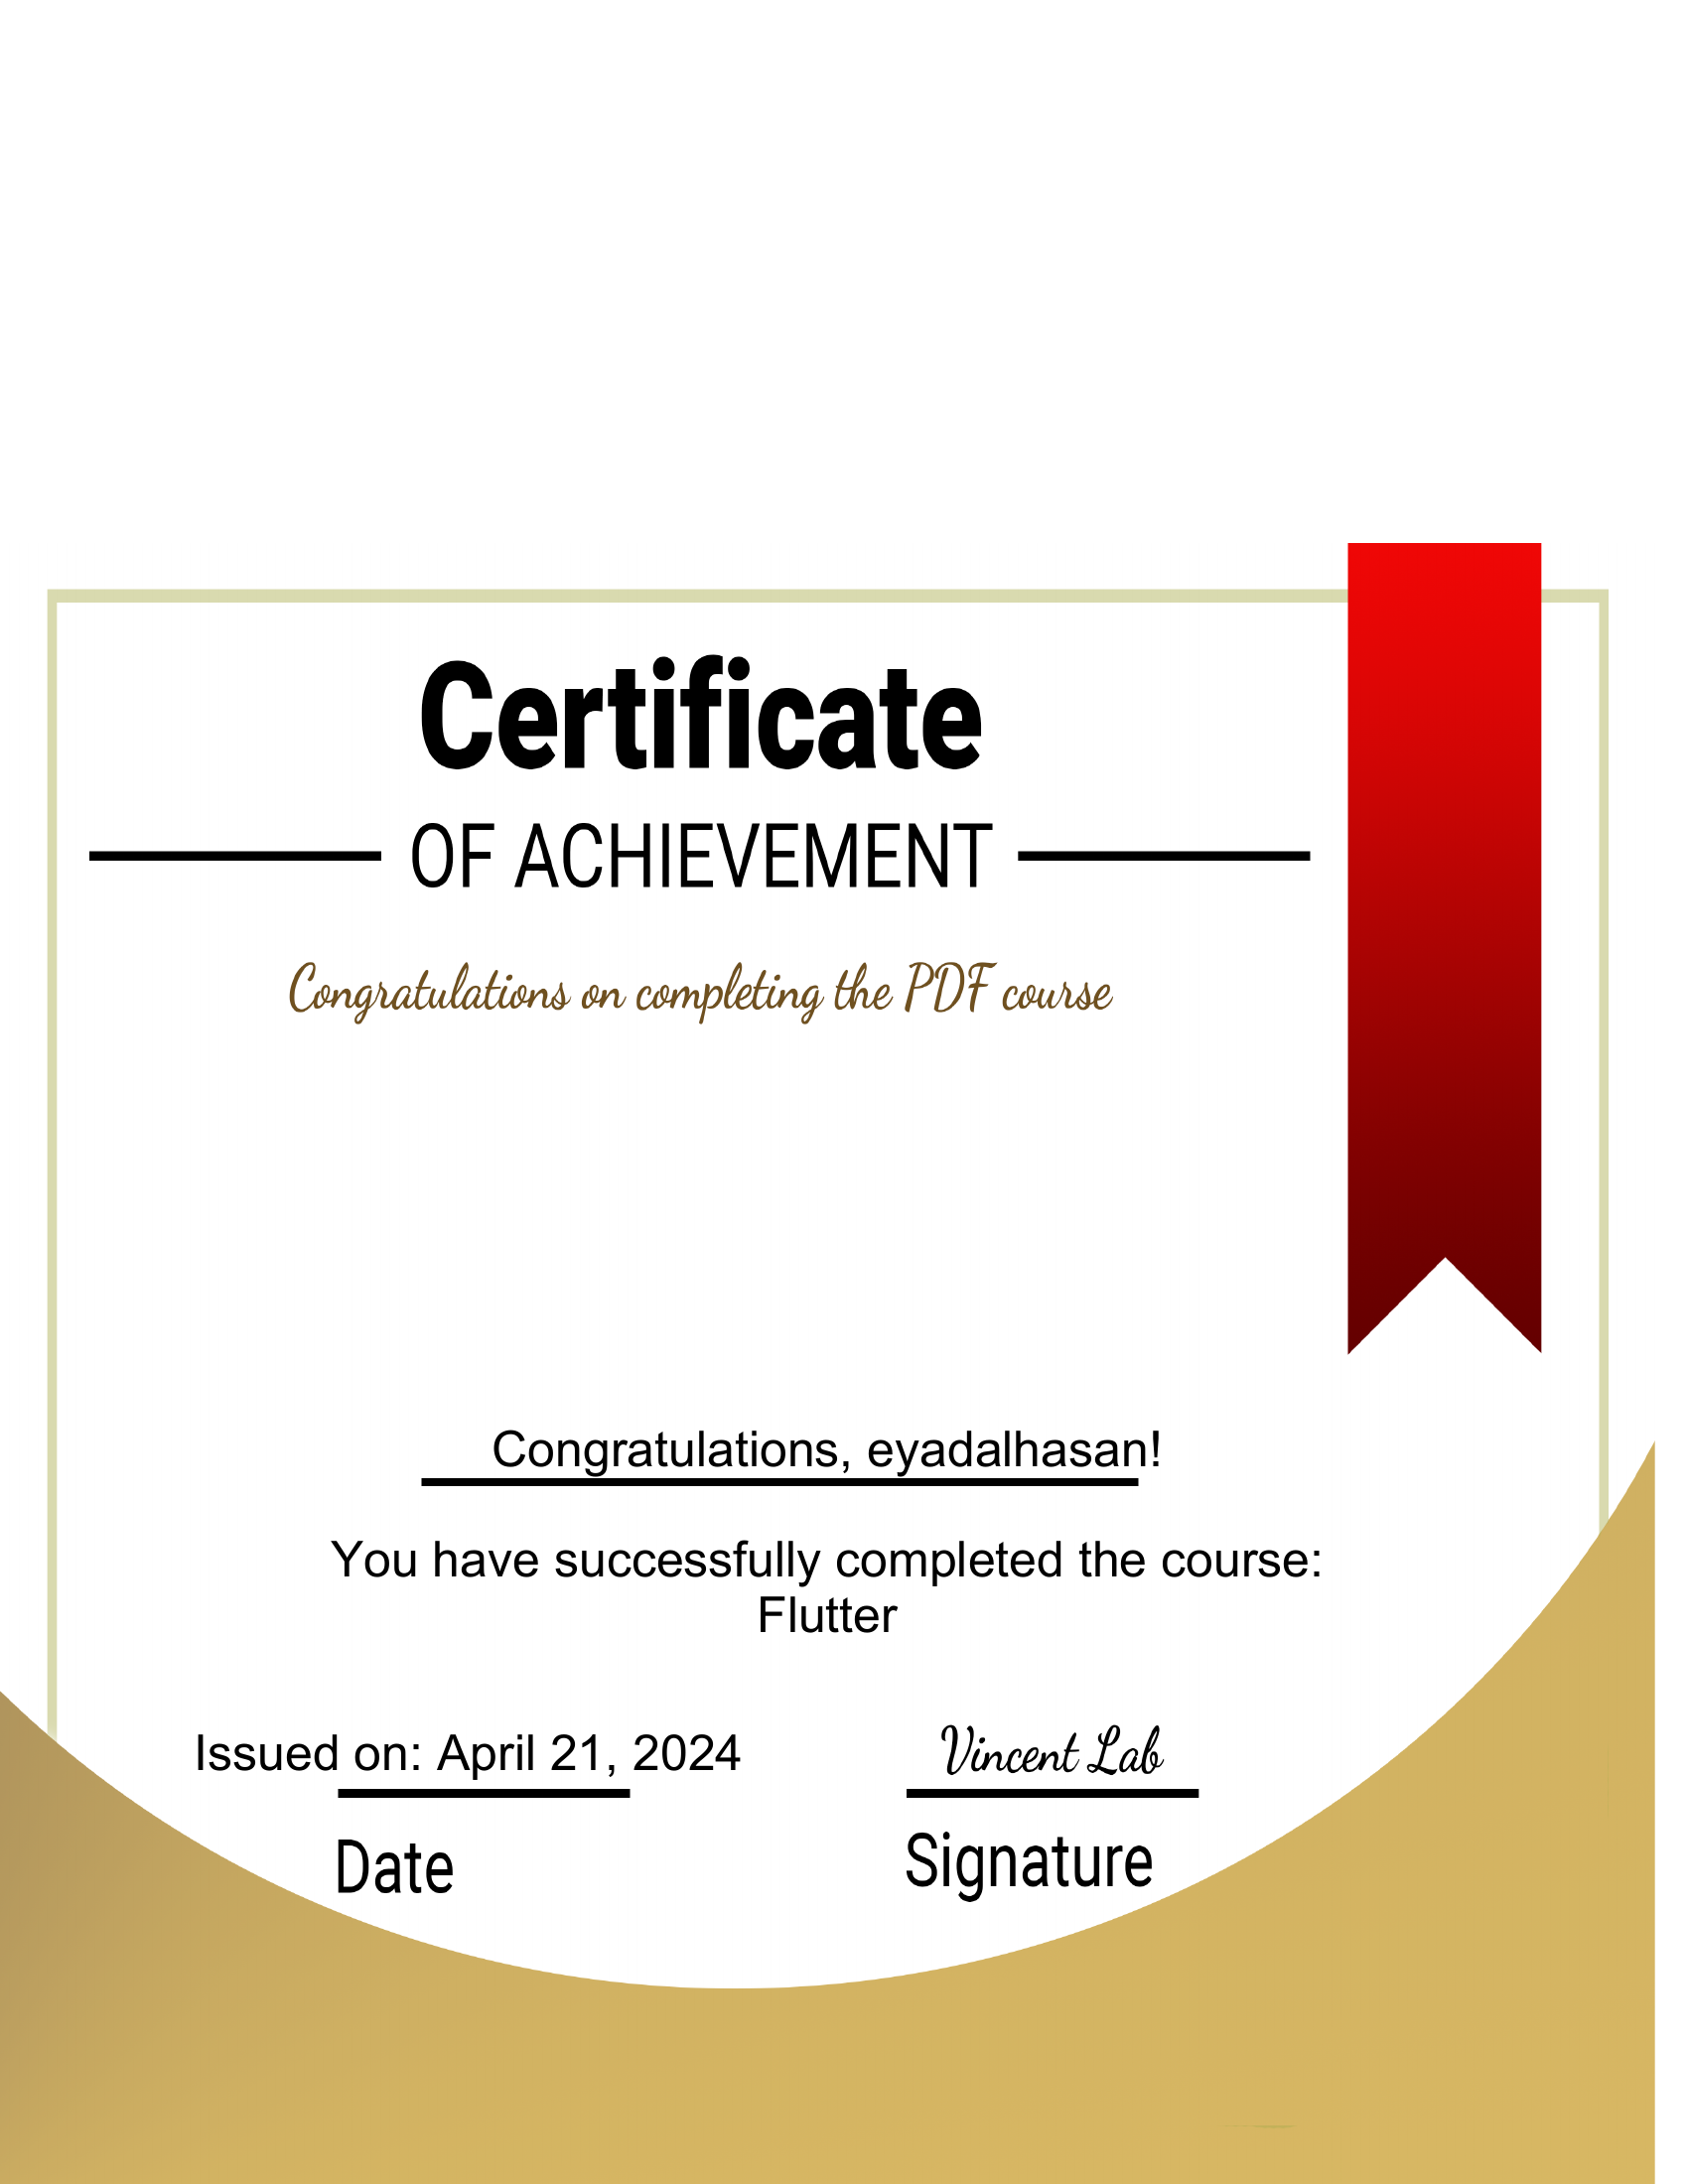 Certificate
OF ACHIEVEMENT
Congratulations on completing the PDF course
Congratulations, eyadalhasan!
You have successfully completed the course:
Flutter
Issued on: April 21, 2024
Vincent Lab
Date
Signature